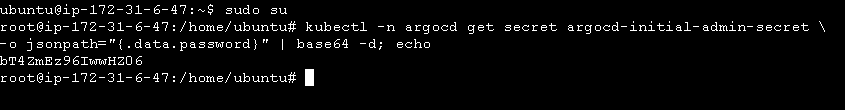 ubuntu@ip-172-31-6-47:~$ sudo su
root@ip-172-31-6-47:/home/ubuntu# kubectl -n argocd get secret argocd-initial-admin-secret \
-o jsonpath="{.data.password}" | base64 -d; echo
bT4ZmEz96IwwHZO6
root@ip-172-31-6-47:/home/ubuntu#